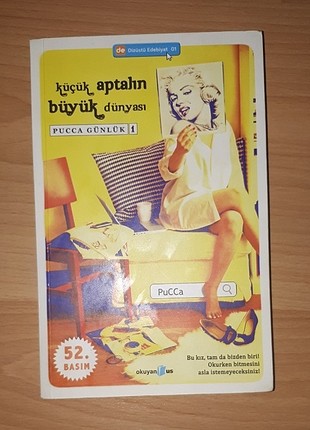 de Dizüstü Edebiyat 01
küçük aptalın
büyük dünyası
PUCCA GÜNLÜK 1
PuCCa
Bu kız, tam da bizden biri!
Okurken bitmesini
asla istemeyeceksiniz!
52.
BASIM
okuyan us